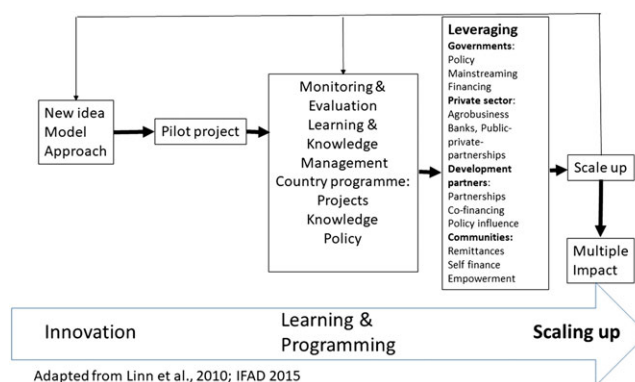 New idea
Model
Approach
Pilot project
Monitoring &
Evaluation
Learning &
Knowledge
Management
Country programme:
Projects
Knowledge
Policy
Leveraging
Governments:
Policy
Mainstreaming
Financing
Private sector:
Agrobusiness
Banks, Public-
private-
partnerships
Development
partners:
Partnerships
Co-financing
Policy influence
Communities:
Remittances
Self finance
Empowerment
Scale up
Multiple
Impact
Innovation
Learning &
Programming
Scaling up
Adapted from Linn et al., 2010; IFAD 2015